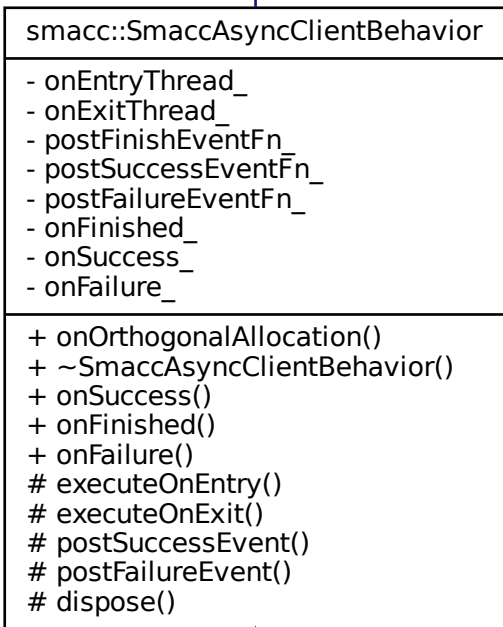 smacc::SmaccAsyncClientBehavior
- onEntryThread_
- onExitThread_
- postFinishEventFn_
- postSuccessEventFn_
- postFailureEventFn_
- onFinished_
- onSuccess_
- onFailure_
+ onOrthogonalAllocation()
+ ~SmaccAsyncClientBehavior()
+ onSuccess()
+ onFinished()
+ onFailure()
# executeOnEntry()
# executeOnExit()
# postSuccessEvent()
# postFailureEvent()
# dispose()